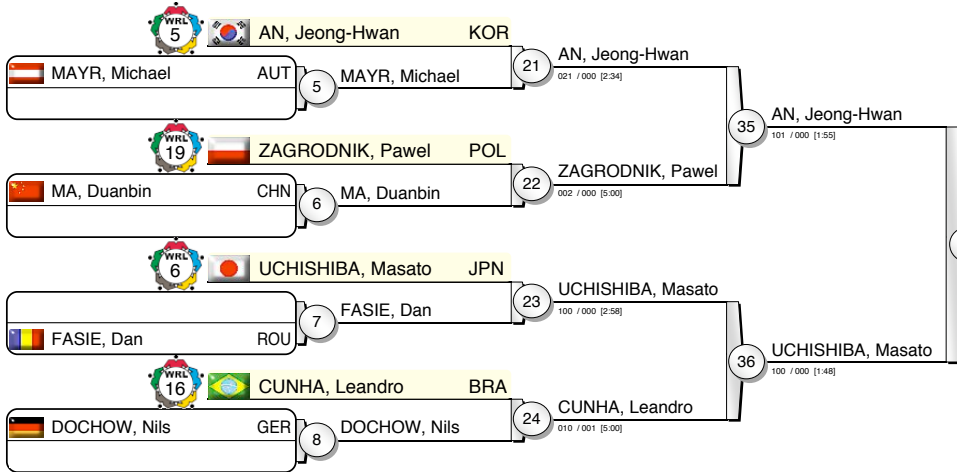 WRL
5
AN, Jeong-Hwan KOR
MAYR, Michael AUT
5
MAYR, Michael
21
AN, Jeong-Hwan
021 / 000 [2:34]
WRL
19
ZAGRODNIK, Pawel POL
MA, Duanbin CHN
6
MA, Duanbin
22
ZAGRODNIK, Pawel
002 / 000 [5:00]
35
AN, Jeong-Hwan
101 / 000 [1:55]
WRL
6
UCHISHIBA, Masato JPN
FASIE, Dan ROU
7
FASIE, Dan
23
UCHISHIBA, Masato
100 / 000 [2:58]
WRL
16
CUNHA, Leandro BRA
DOCHOW, Nils GER
8
DOCHOW, Nils
24
CUNHA, Leandro
010 / 001 [5:00]
36
UCHISHIBA, Masato
100 / 000 [1:48]